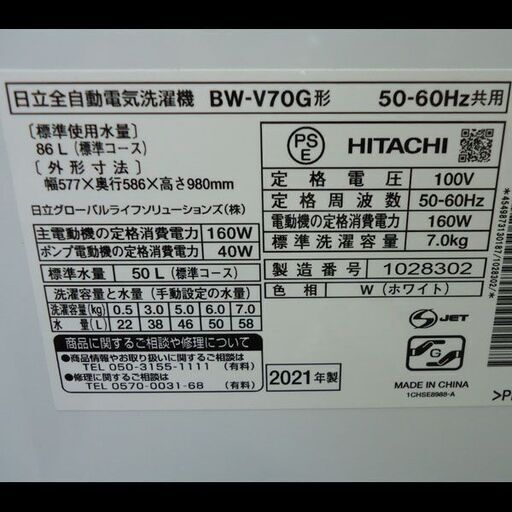 日立全自動電気洗濯機 BW-V70G形 50-60Hz共用
〔標準使用水量〕
86 L (標準コース)
〔外形寸法〕
幅577×奥行586×高さ980mm
日立グローバルライフソリューションズ(株)
主電動機の定格消費電力 160W
ポンプ電動機の定格消費電力 40W
標準水量 50 L (標準コース)
洗濯容量と水量 (手動設定の水量)
洗濯容量(kg) 0.5 3.0 5.0 6.0 7.0
水量(L) 22 38 46 50 58
商品に関するご相談や修理について
●商品情報やお取り扱いに関するご相談
TEL 050-3155-1111 (有料)
●修理に関するご相談
TEL 0570-0031-68 (有料)
PS
E
HITACHI
定格電圧 100V
定格周波数 50-60Hz
電動機の定格消費電力 160W
標準洗濯容量 7.0kg
製造番号 1028302
色相 W (ホワイト)
2021年製
S JET
G
MADE IN CHINA
1CHSE8988-A
*4549873130187/1028302/*
>P